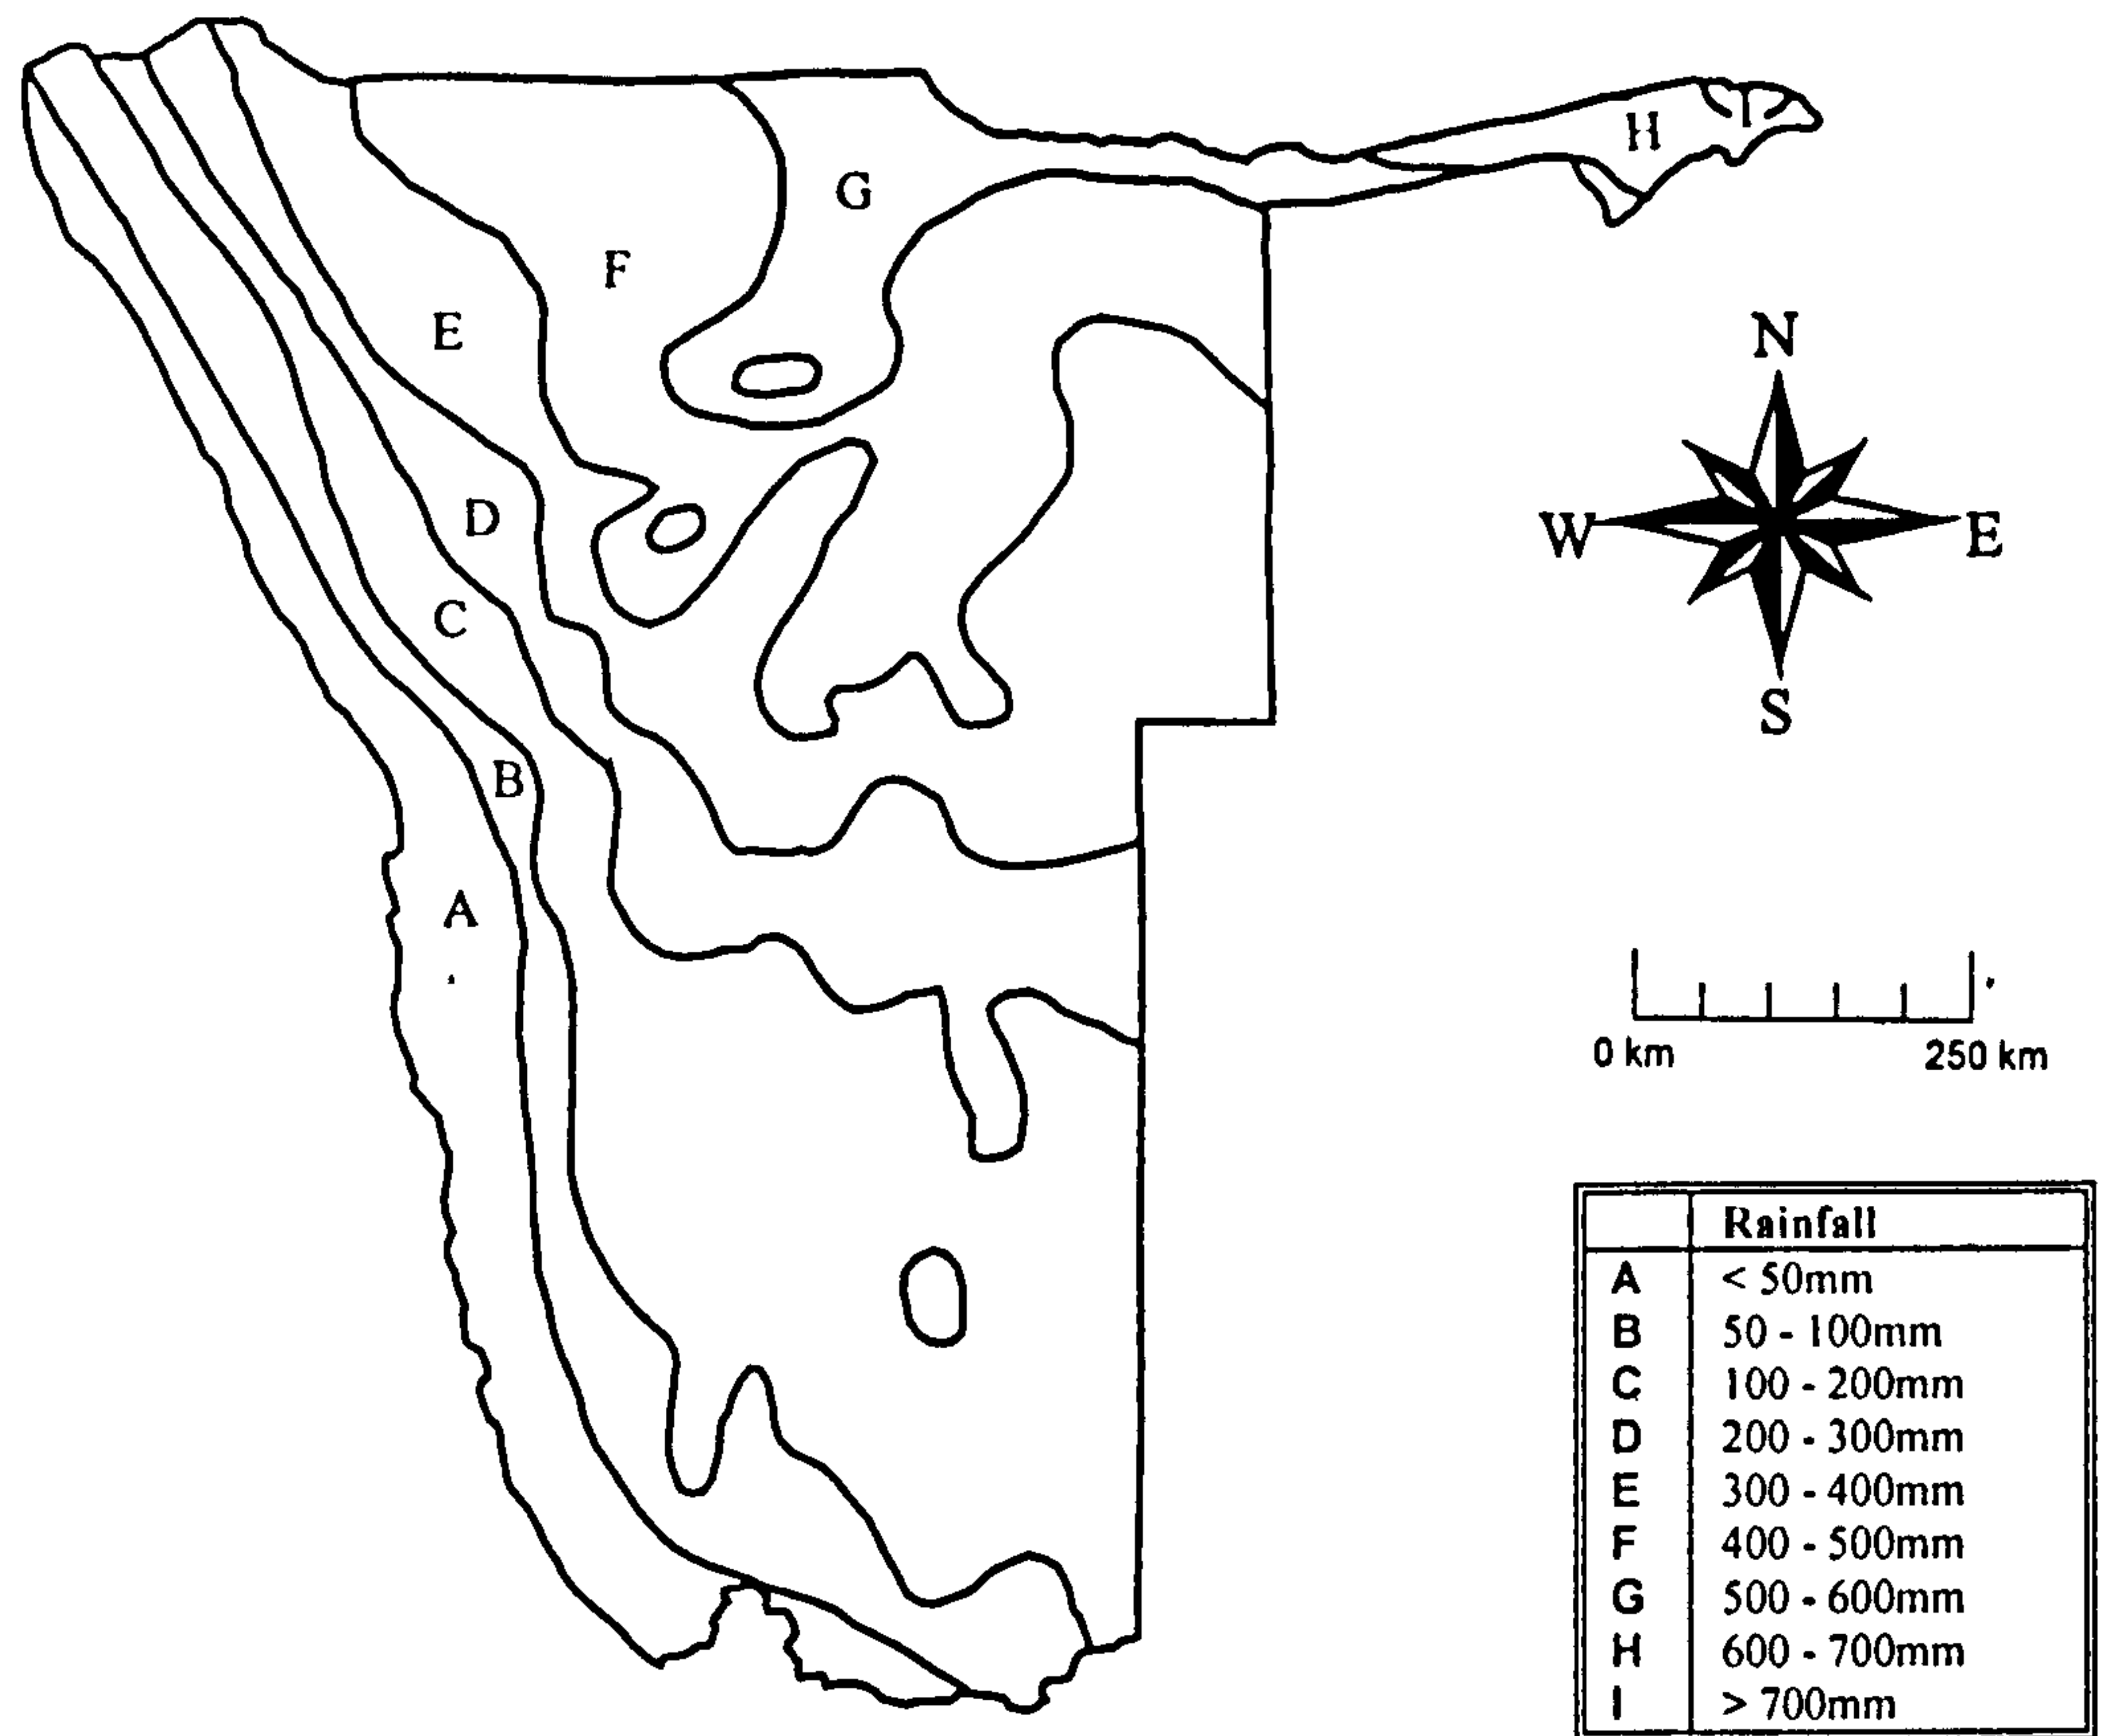 H
I
G
F
E
D
C
B
A
N
W E
S
0 km 250 km
Rainfall
A < 50mm
B 50 - 100mm
C 100 - 200mm
D 200 - 300mm
E 300 - 400mm
F 400 - 500mm
G 500 - 600mm
H 600 - 700mm
I > 700mm